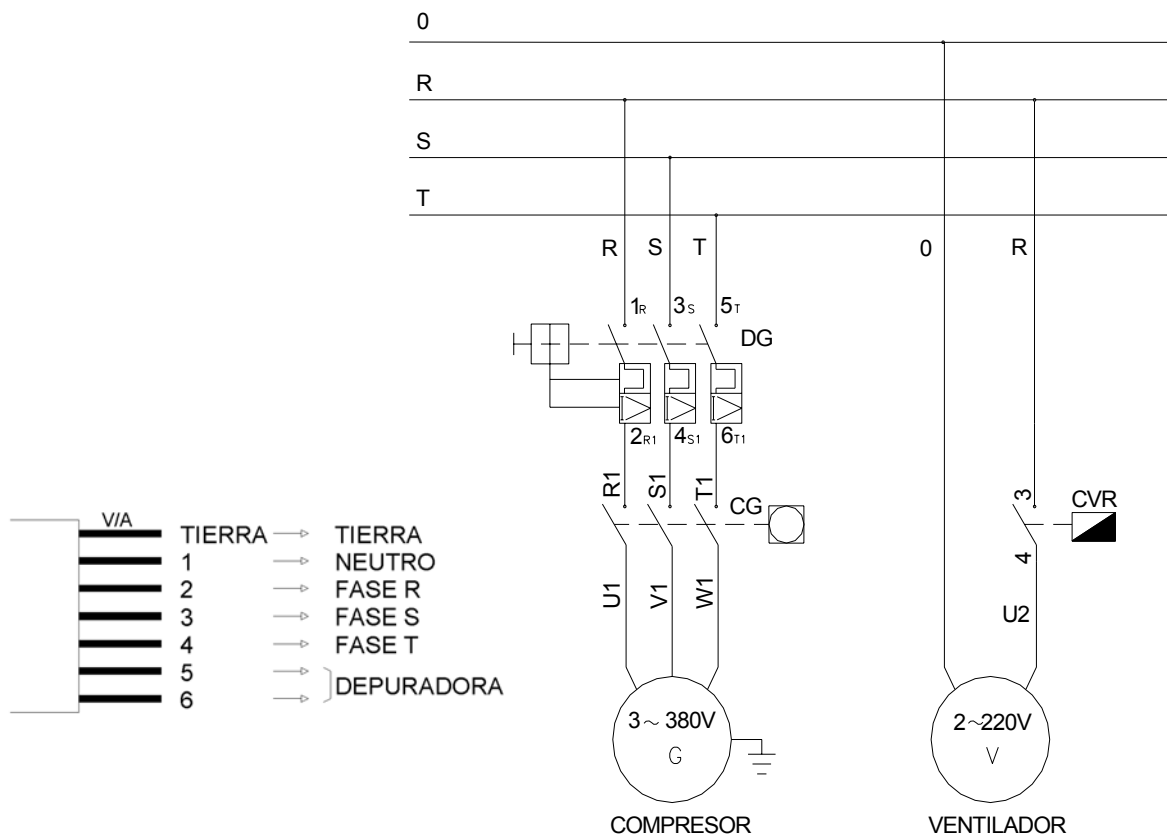 0
R
S
T
R S T 0 R
1R 3S 5T
DG
2R1 4S1 6T1
R1 S1 T1 3
CG CVR
4
U1 V1 W1 U2
V/A
TIERRA TIERRA
1 NEUTRO
2 FASE R
3 FASE S
4 FASE T
5
DEPURADORA
6
3~380V 2~220V
G V
COMPRESOR VENTILADOR